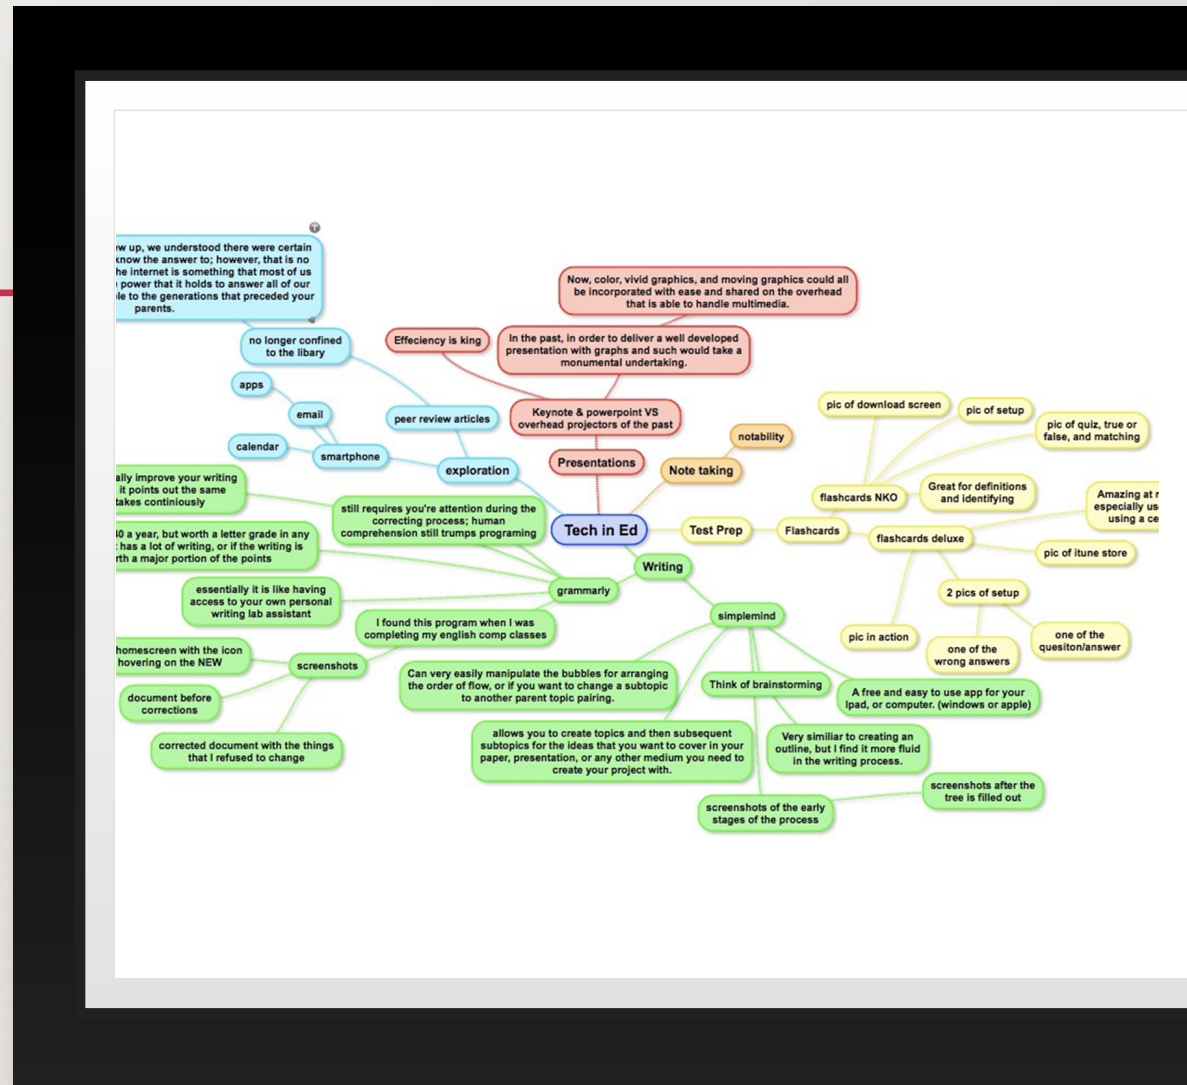 ew up, we understood there were certain
know the answer to; however, that is no
he internet is something that most of us
power that it holds to answer all of our
le to the generations that preceded your
parents.
no longer confined
to the libary
apps
email
calendar
smartphone
peer review articles
exploration
Effeciency is king
Now, color, vivid graphics, and moving graphics could all
be incorporated with ease and shared on the overhead
that is able to handle multimedia.
In the past, in order to deliver a well developed
presentation with graphs and such would take a
monumental undertaking.
Keynote & powerpoint VS
overhead projectors of the past
Presentations
notability
Note taking
Tech in Ed
Test Prep
Flashcards
pic of download screen
pic of setup
pic of quiz, true or
false, and matching
flashcards NKO
Great for definitions
and identifying
flashcards deluxe
Amazing at
especially us
using a ce
pic of itune store
2 pics of setup
pic in action
one of the
wrong answers
one of the
quesiton/answer
Writing
grammarly
ally improve your writing
it points out the same
takes continiously
still requires you're attention during the
correcting process; human
comprehension still trumps programing
40 a year, but worth a letter grade in any
has a lot of writing, or if the writing is
rth a major portion of the points
essentially it is like having
access to your own personal
writing lab assistant
I found this program when I was
completing my english comp classes
screenshots
homescreen with the icon
hovering on the NEW
document before
corrections
corrected document with the things
that I refused to change
simplemind
Can very easily manipulate the bubbles for arranging
the order of flow, or if you want to change a subtopic
to another parent topic pairing.
Think of brainstorming
A free and easy to use app for your
Ipad, or computer. (windows or apple)
allows you to create topics and then subsequent
subtopics for the ideas that you want to cover in your
paper, presentation, or any other medium you need to
create your project with.
Very similiar to creating an
outline, but I find it more fluid
in the writing process.
screenshots of the early
stages of the process
screenshots after the
tree is filled out